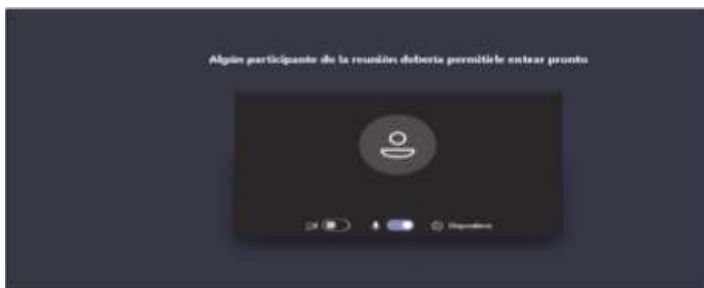 Algún participante de la reunión debería permitirle entrar pronto
Dispositivos